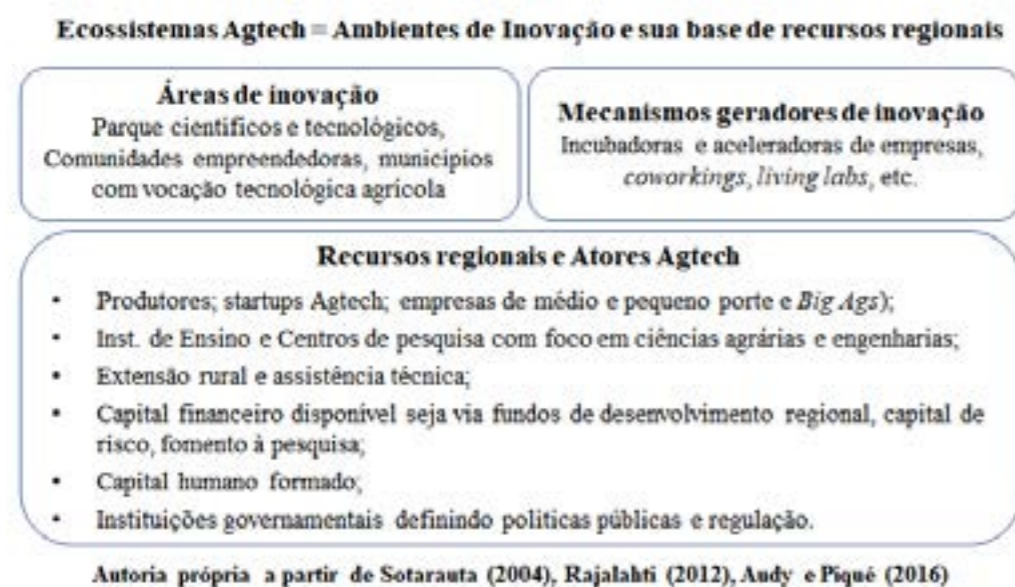 Ecossistemas Agtech = Ambientes de Inovação e sua base de recursos regionais
Áreas de inovação
Parque científicos e tecnológicos,
Comunidades empreendedoras, municípios
com vocação tecnológica agrícola
Mecanismos geradores de inovação
Incubadoras e aceleradoras de empresas,
coworkings, living labs, etc.
Recursos regionais e Atores Agtech
• Produtores; startups Agtech; empresas de médio e pequeno porte e Big Ags);
• Inst. de Ensino e Centros de pesquisa com foco em ciências agrárias e engenharias;
• Extensão rural e assistência técnica;
• Capital financeiro disponível seja via fundos de desenvolvimento regional, capital de
risco, fomento à pesquisa;
• Capital humano formado;
• Instituições governamentais definindo politicas públicas e regulação.
Autoria própria a partir de Sotarauta (2004), Rajalahti (2012), Audy e Piqué (2016)